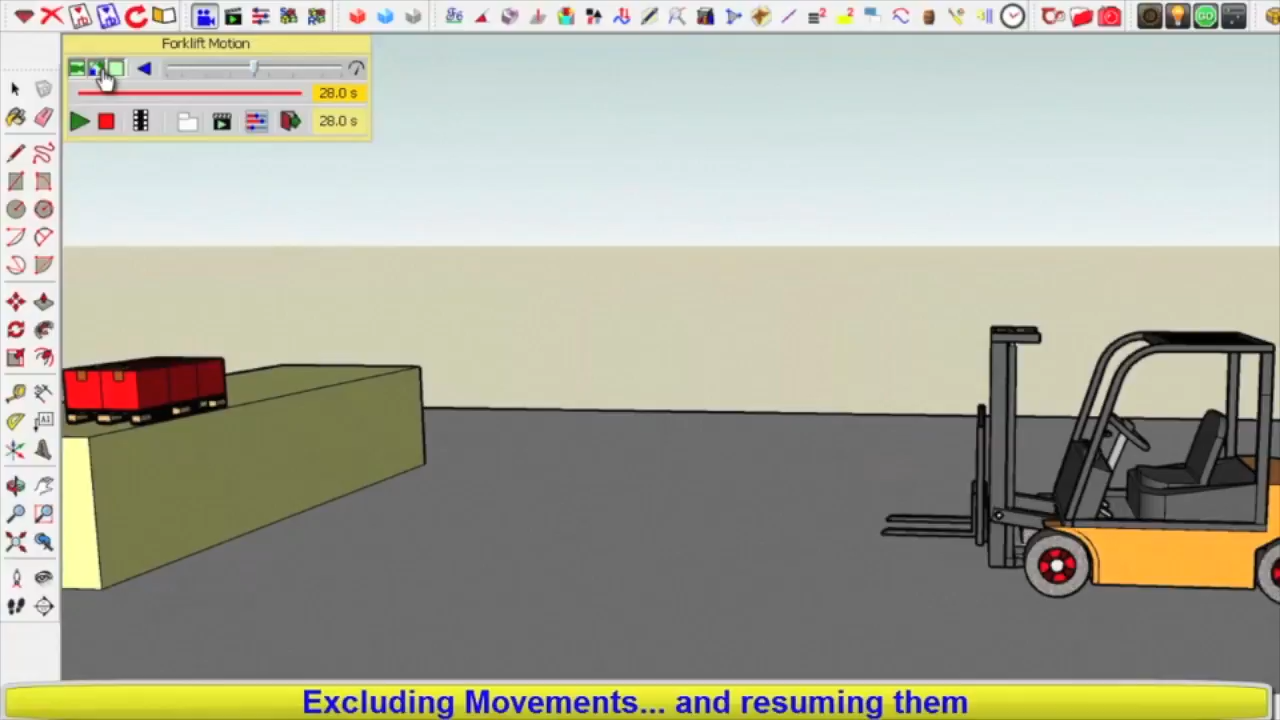 Forklift Motion
28.0 s
28.0 s
Excluding Movements... and resuming them